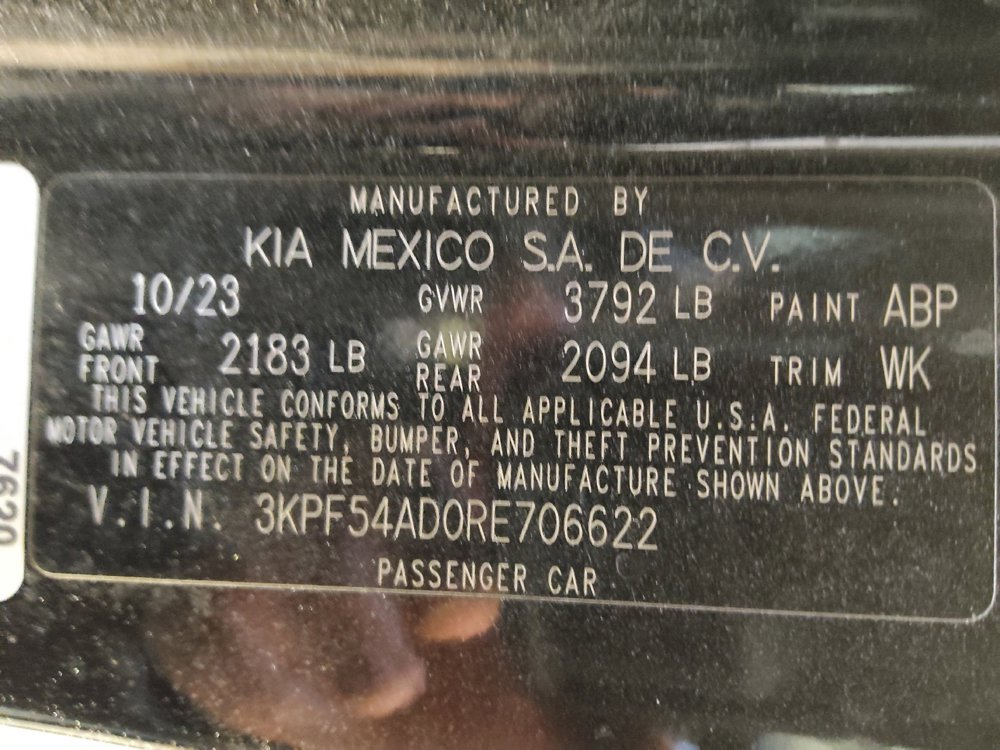 MANUFACTURED BY
KIA MEXICO S.A. DE C.V.
10/23 GVWR 3792 LB PAINT ABP
GAWR FRONT 2183 LB GAWR REAR 2094 LB TRIM WK
THIS VEHICLE CONFORMS TO ALL APPLICABLE U.S.A. FEDERAL
MOTOR VEHICLE SAFETY, BUMPER, AND THEFT PREVENTION STANDARDS
IN EFFECT ON THE DATE OF MANUFACTURE SHOWN ABOVE.
V.I.N. 3KPF54AD0RE706622
PASSENGER CAR